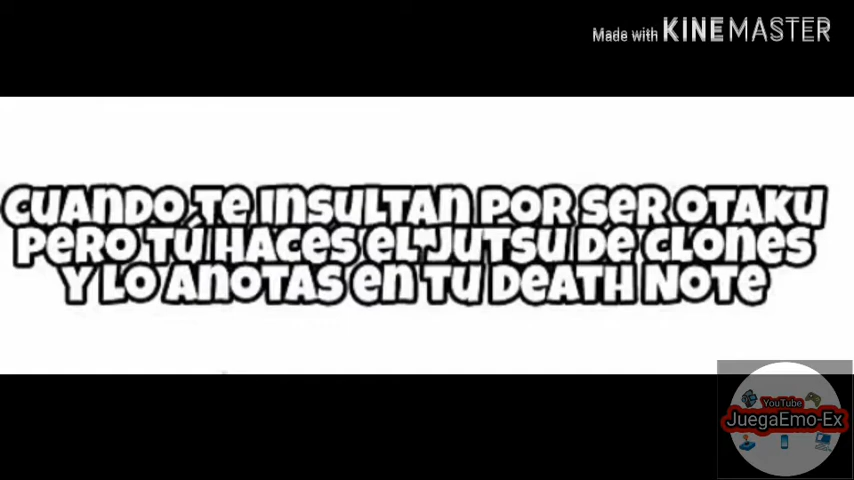 Made with KINEMASTER
CUANDO TE INSULTAN POR SER OTAKU
PERO TÚ HACES EL JUTSU DE CLONES
Y LO ANOTAS EN TU DEATH NOTE
YouTube
JuegaEmo-Ex